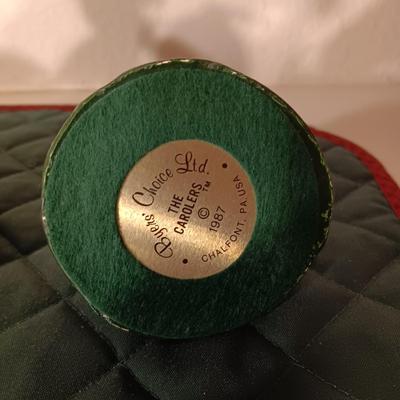 Byers' Choice Ltd.
THE
CAROLERS™
© 1987
CHALFONT, PA. USA